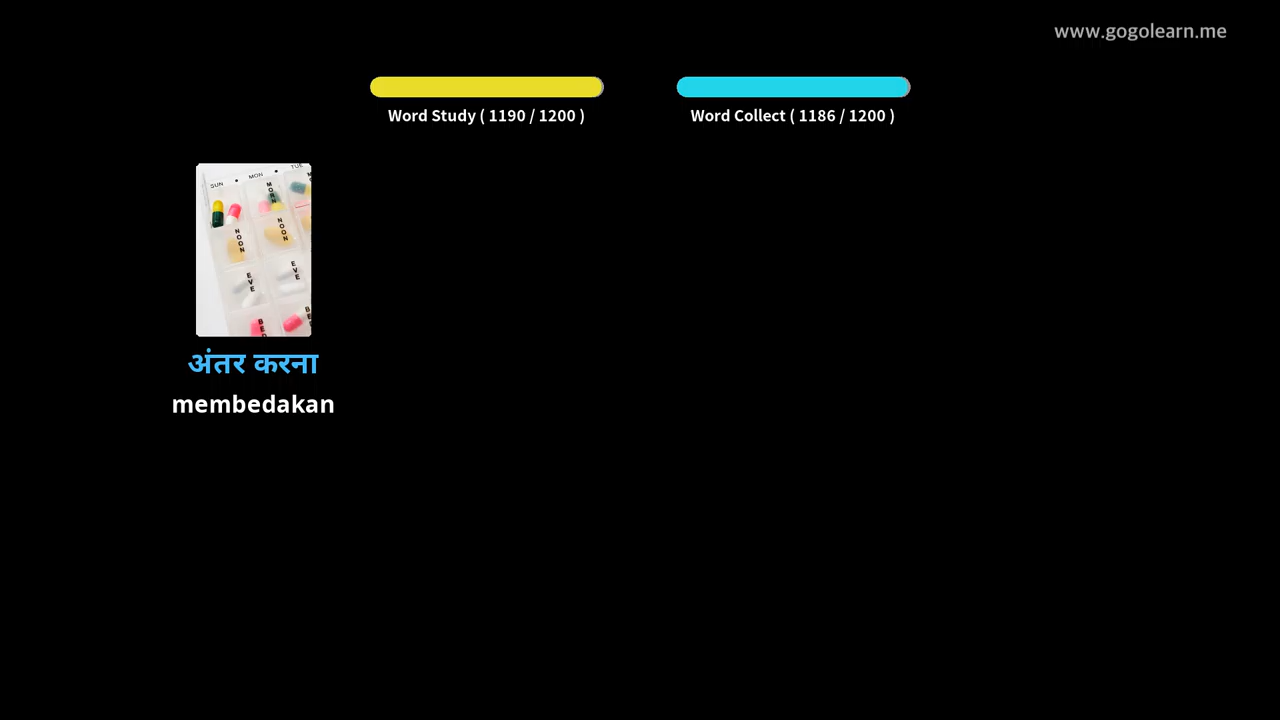 www.gogolearn.me
Word Study ( 1190 / 1200 )
Word Collect ( 1186 / 1200 )
SUN MON TUE
MORN
NOON
NOON
EVE
EVE
अंतर करना
membedakan